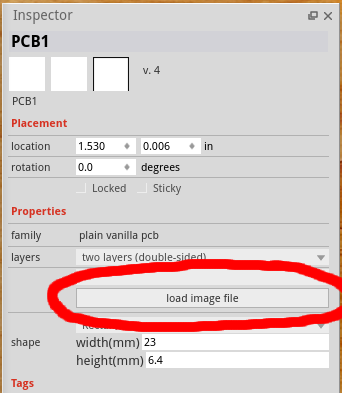 Inspector
PCB1
v. 4
PCB1
Placement
location 1.530 0.006 in
rotation 0.0 degrees
Locked Sticky
Properties
family plain vanilla pcb
layers two layers (double-sided)
load image file
shape width(mm) 23
height(mm) 6.4
Tags